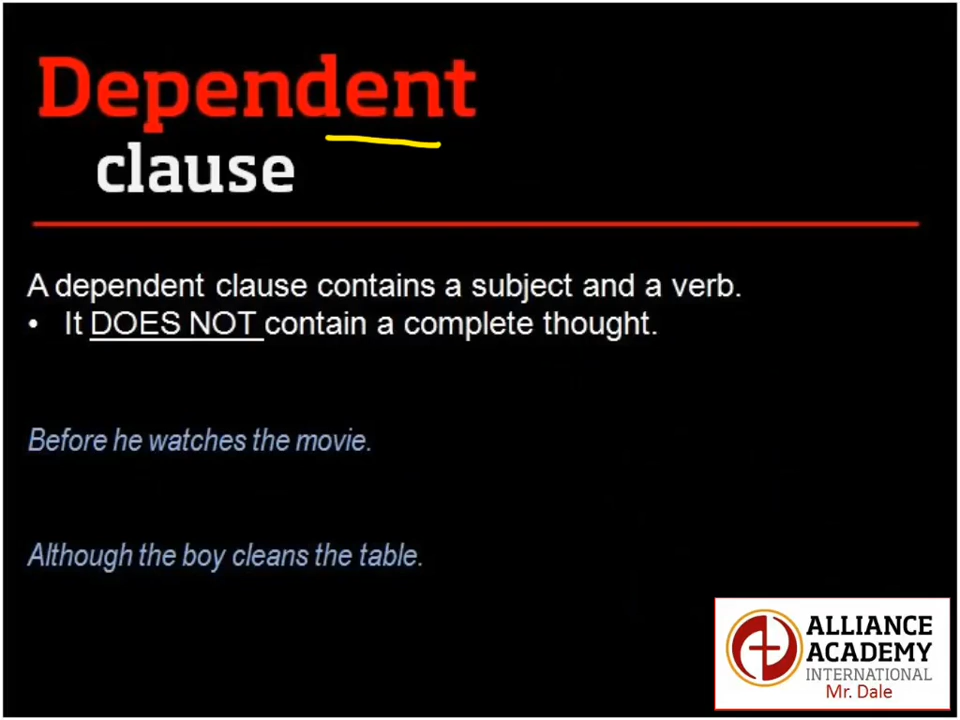 Dependent
clause
A dependent clause contains a subject and a verb.
• It DOES NOT contain a complete thought.
Before he watches the movie.
Although the boy cleans the table.
ALLIANCE
ACADEMY
INTERNATIONAL
Mr. Dale